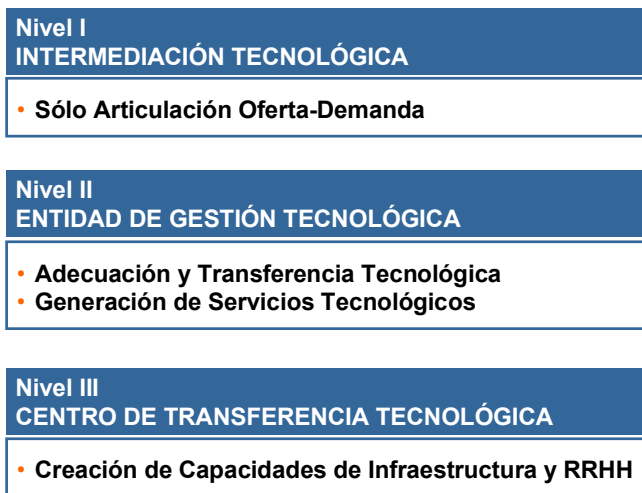 Nivel I
INTERMEDIACIÓN TECNOLÓGICA
• Sólo Articulación Oferta-Demanda
Nivel II
ENTIDAD DE GESTIÓN TECNOLÓGICA
• Adecuación y Transferencia Tecnológica
• Generación de Servicios Tecnológicos
Nivel III
CENTRO DE TRANSFERENCIA TECNOLÓGICA
• Creación de Capacidades de Infraestructura y RRHH